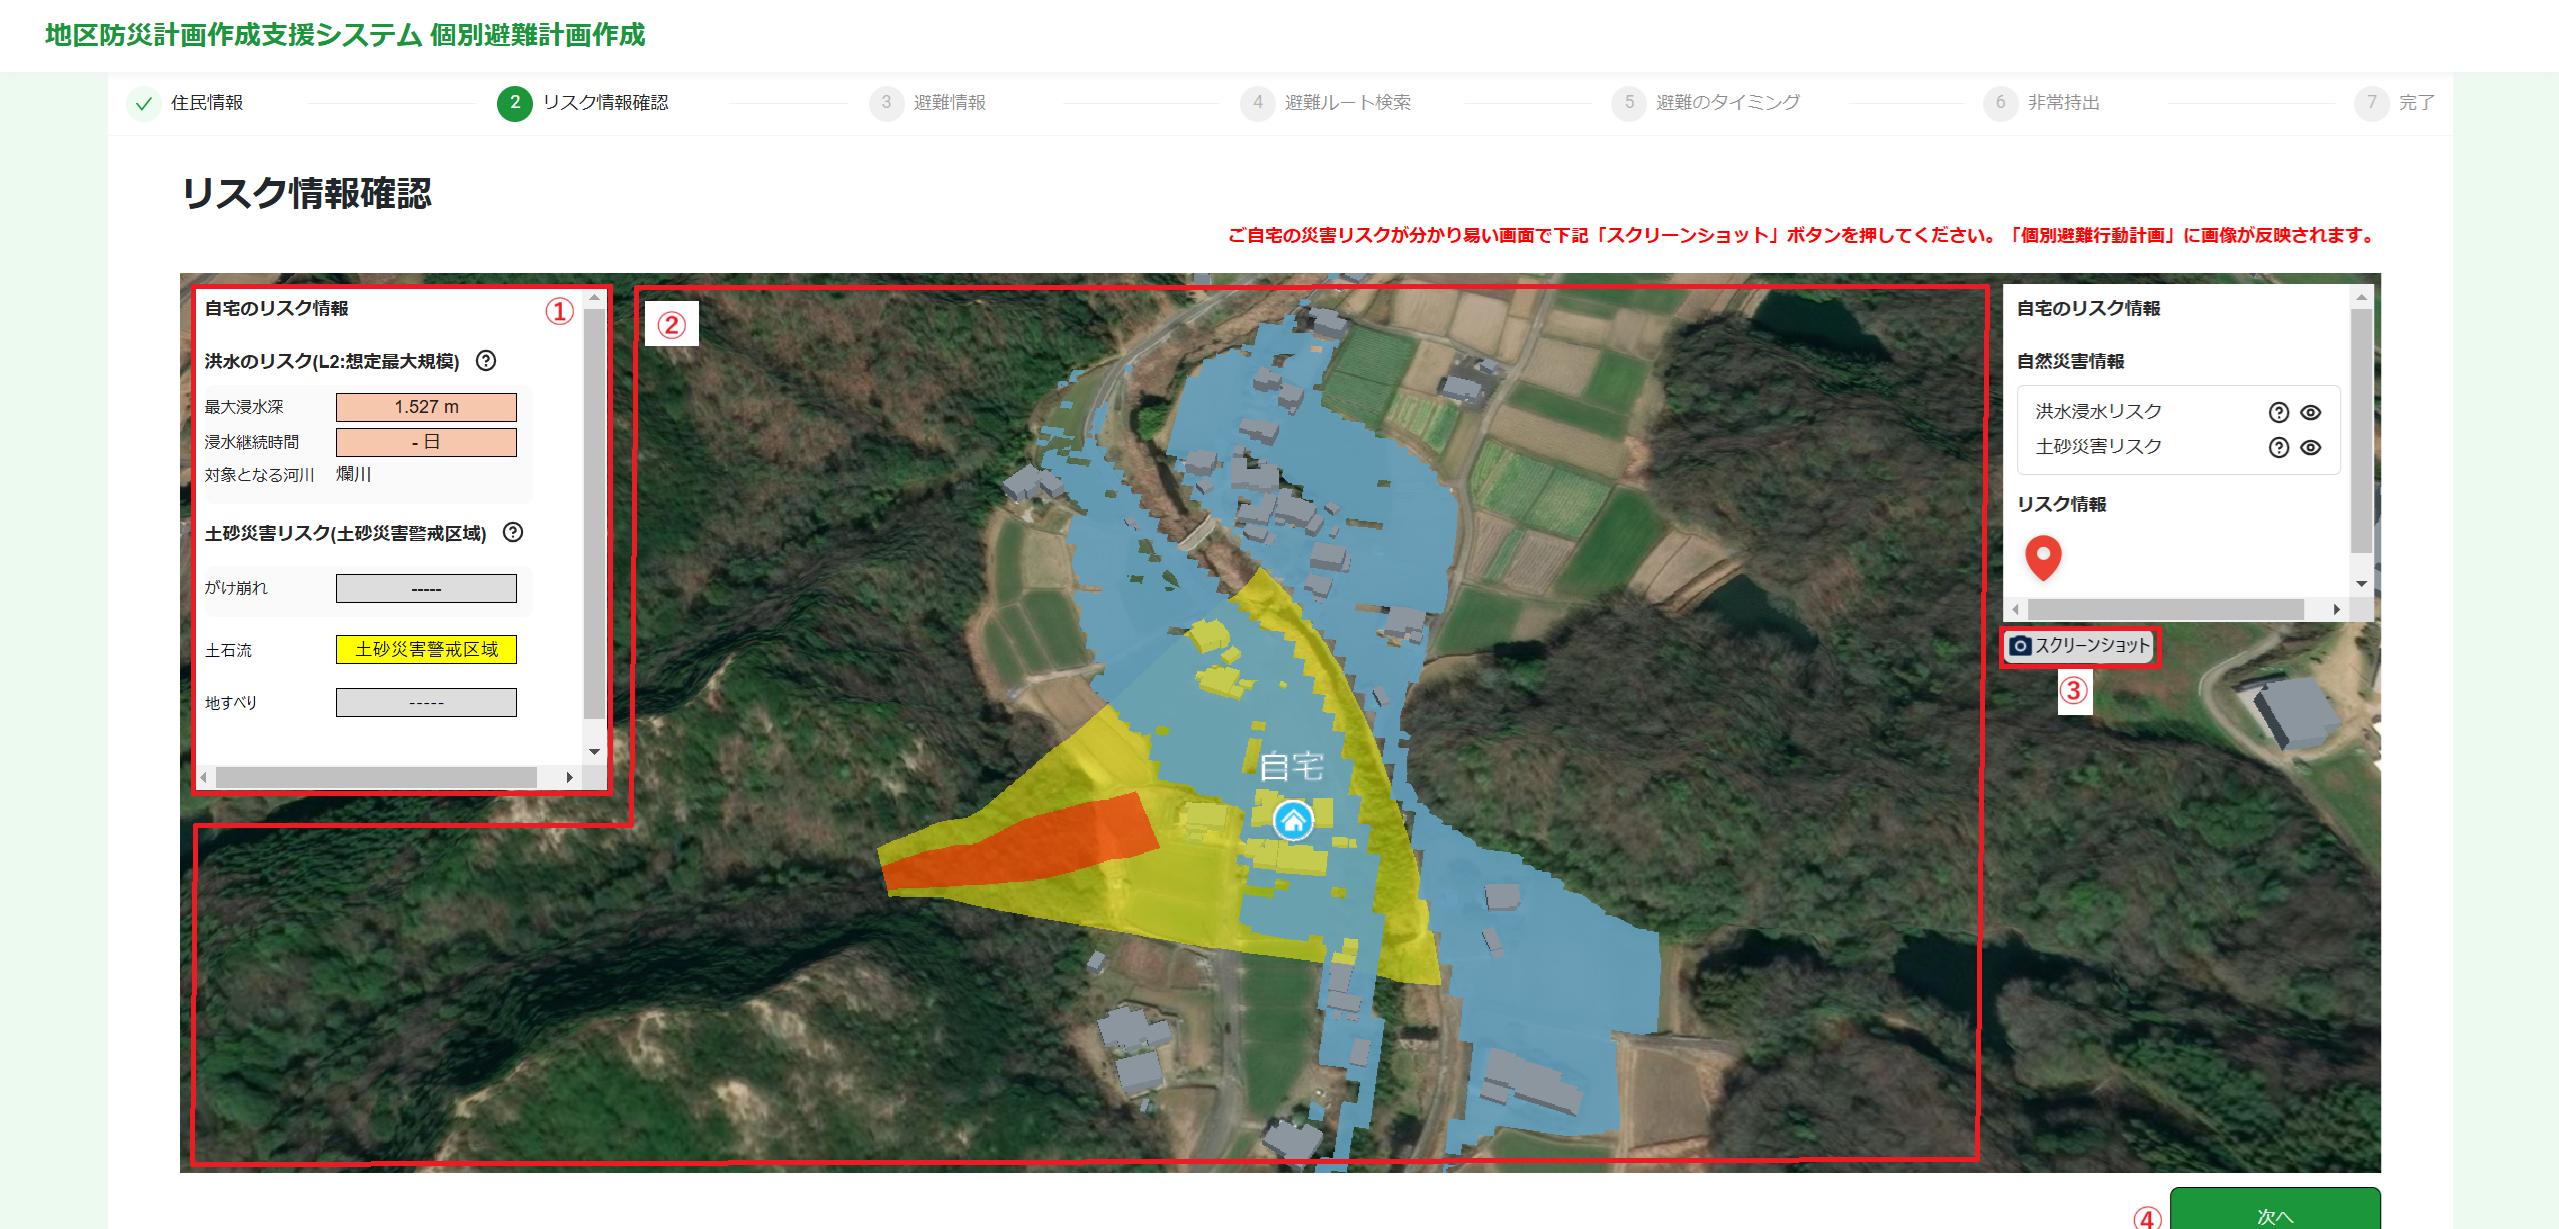 地区防災計画作成支援システム 個別避難計画作成
住民情報
2 リスク情報確認
3 避難情報
4 避難ルート検索
5 避難のタイミング
6 非常持出
7 完了
リスク情報確認
ご自宅の災害リスクが分かり易い画面で下記「スクリーンショット」ボタンを押してください。「個別避難行動計画」に画像が反映されます。
自宅のリスク情報
①
洪水のリスク(L2:想定最大規模)
最大浸水深 1.527 m
浸水継続時間 - 日
対象となる河川 爛川
土砂災害リスク(土砂災害警戒区域)
がけ崩れ -----
土石流 土砂災害警戒区域
地すべり -----
②
自宅
自宅のリスク情報
自然災害情報
洪水浸水リスク
土砂災害リスク
リスク情報
スクリーンショット
③
④
次へ